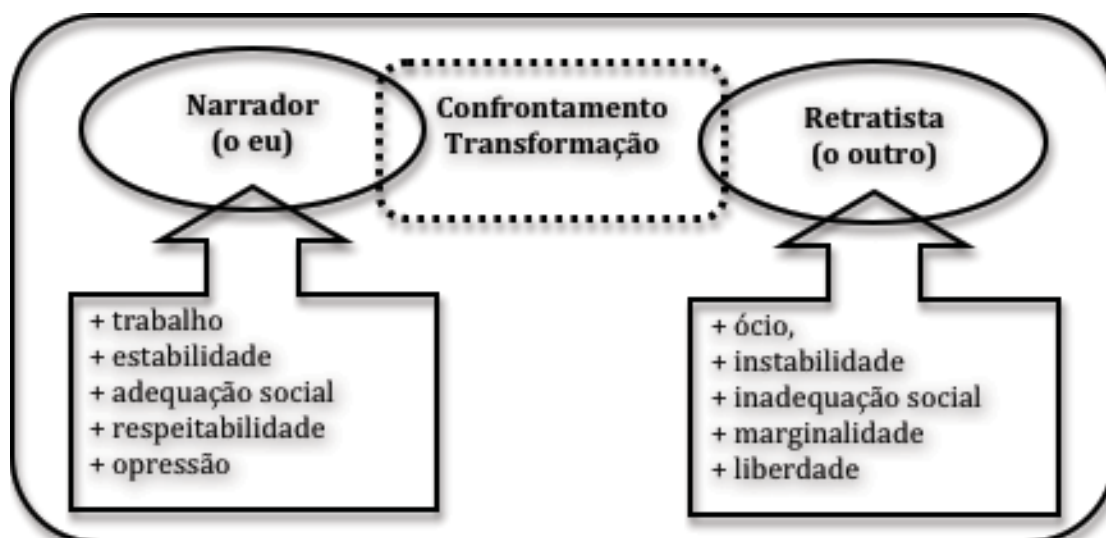 Narrador
(o eu)
Confrontamento
Transformação
Retratista
(o outro)
+ trabalho
+ estabilidade
+ adequação social
+ respeitabilidade
+ opressão
+ ócio,
+ instabilidade
+ inadequação social
+ marginalidade
+ liberdade